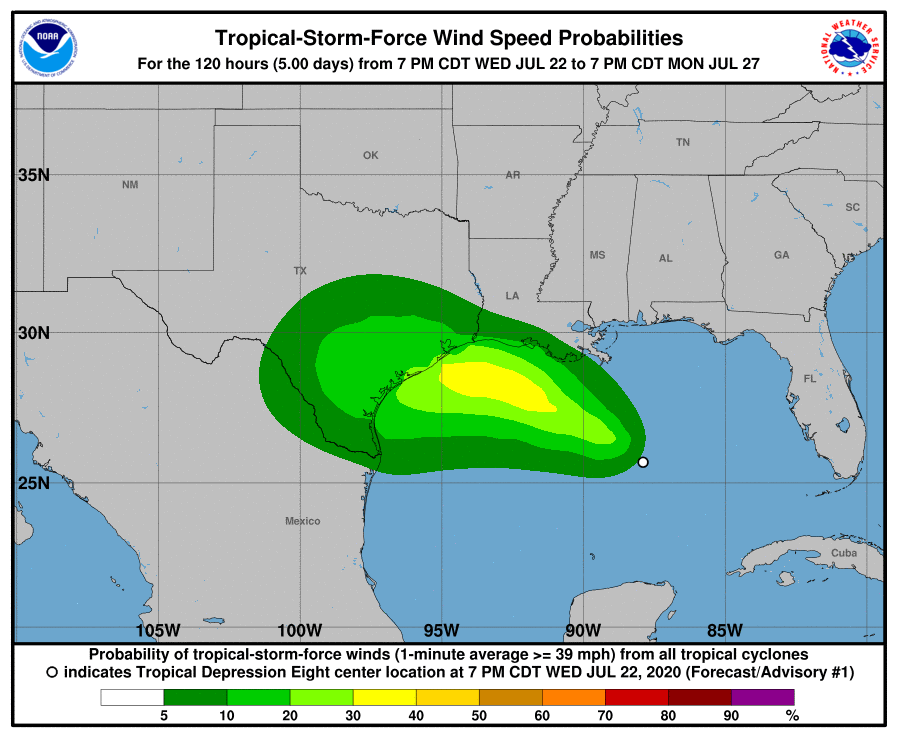 Tropical-Storm-Force Wind Speed Probabilities
For the 120 hours (5.00 days) from 7 PM CDT WED JUL 22 to 7 PM CDT MON JUL 27
NOAA
NATIONAL WEATHER SERVICE
35N
30N
25N
NM
OK
AR
TN
SC
MS
AL
GA
TX
LA
FL
Mexico
Cuba
105W 100W 95W 90W 85W
Probability of tropical-storm-force winds (1-minute average >= 39 mph) from all tropical cyclones
indicates Tropical Depression Eight center location at 7 PM CDT WED JUL 22, 2020 (Forecast/Advisory #1)
5 10 20 30 40 50 60 70 80 90 %